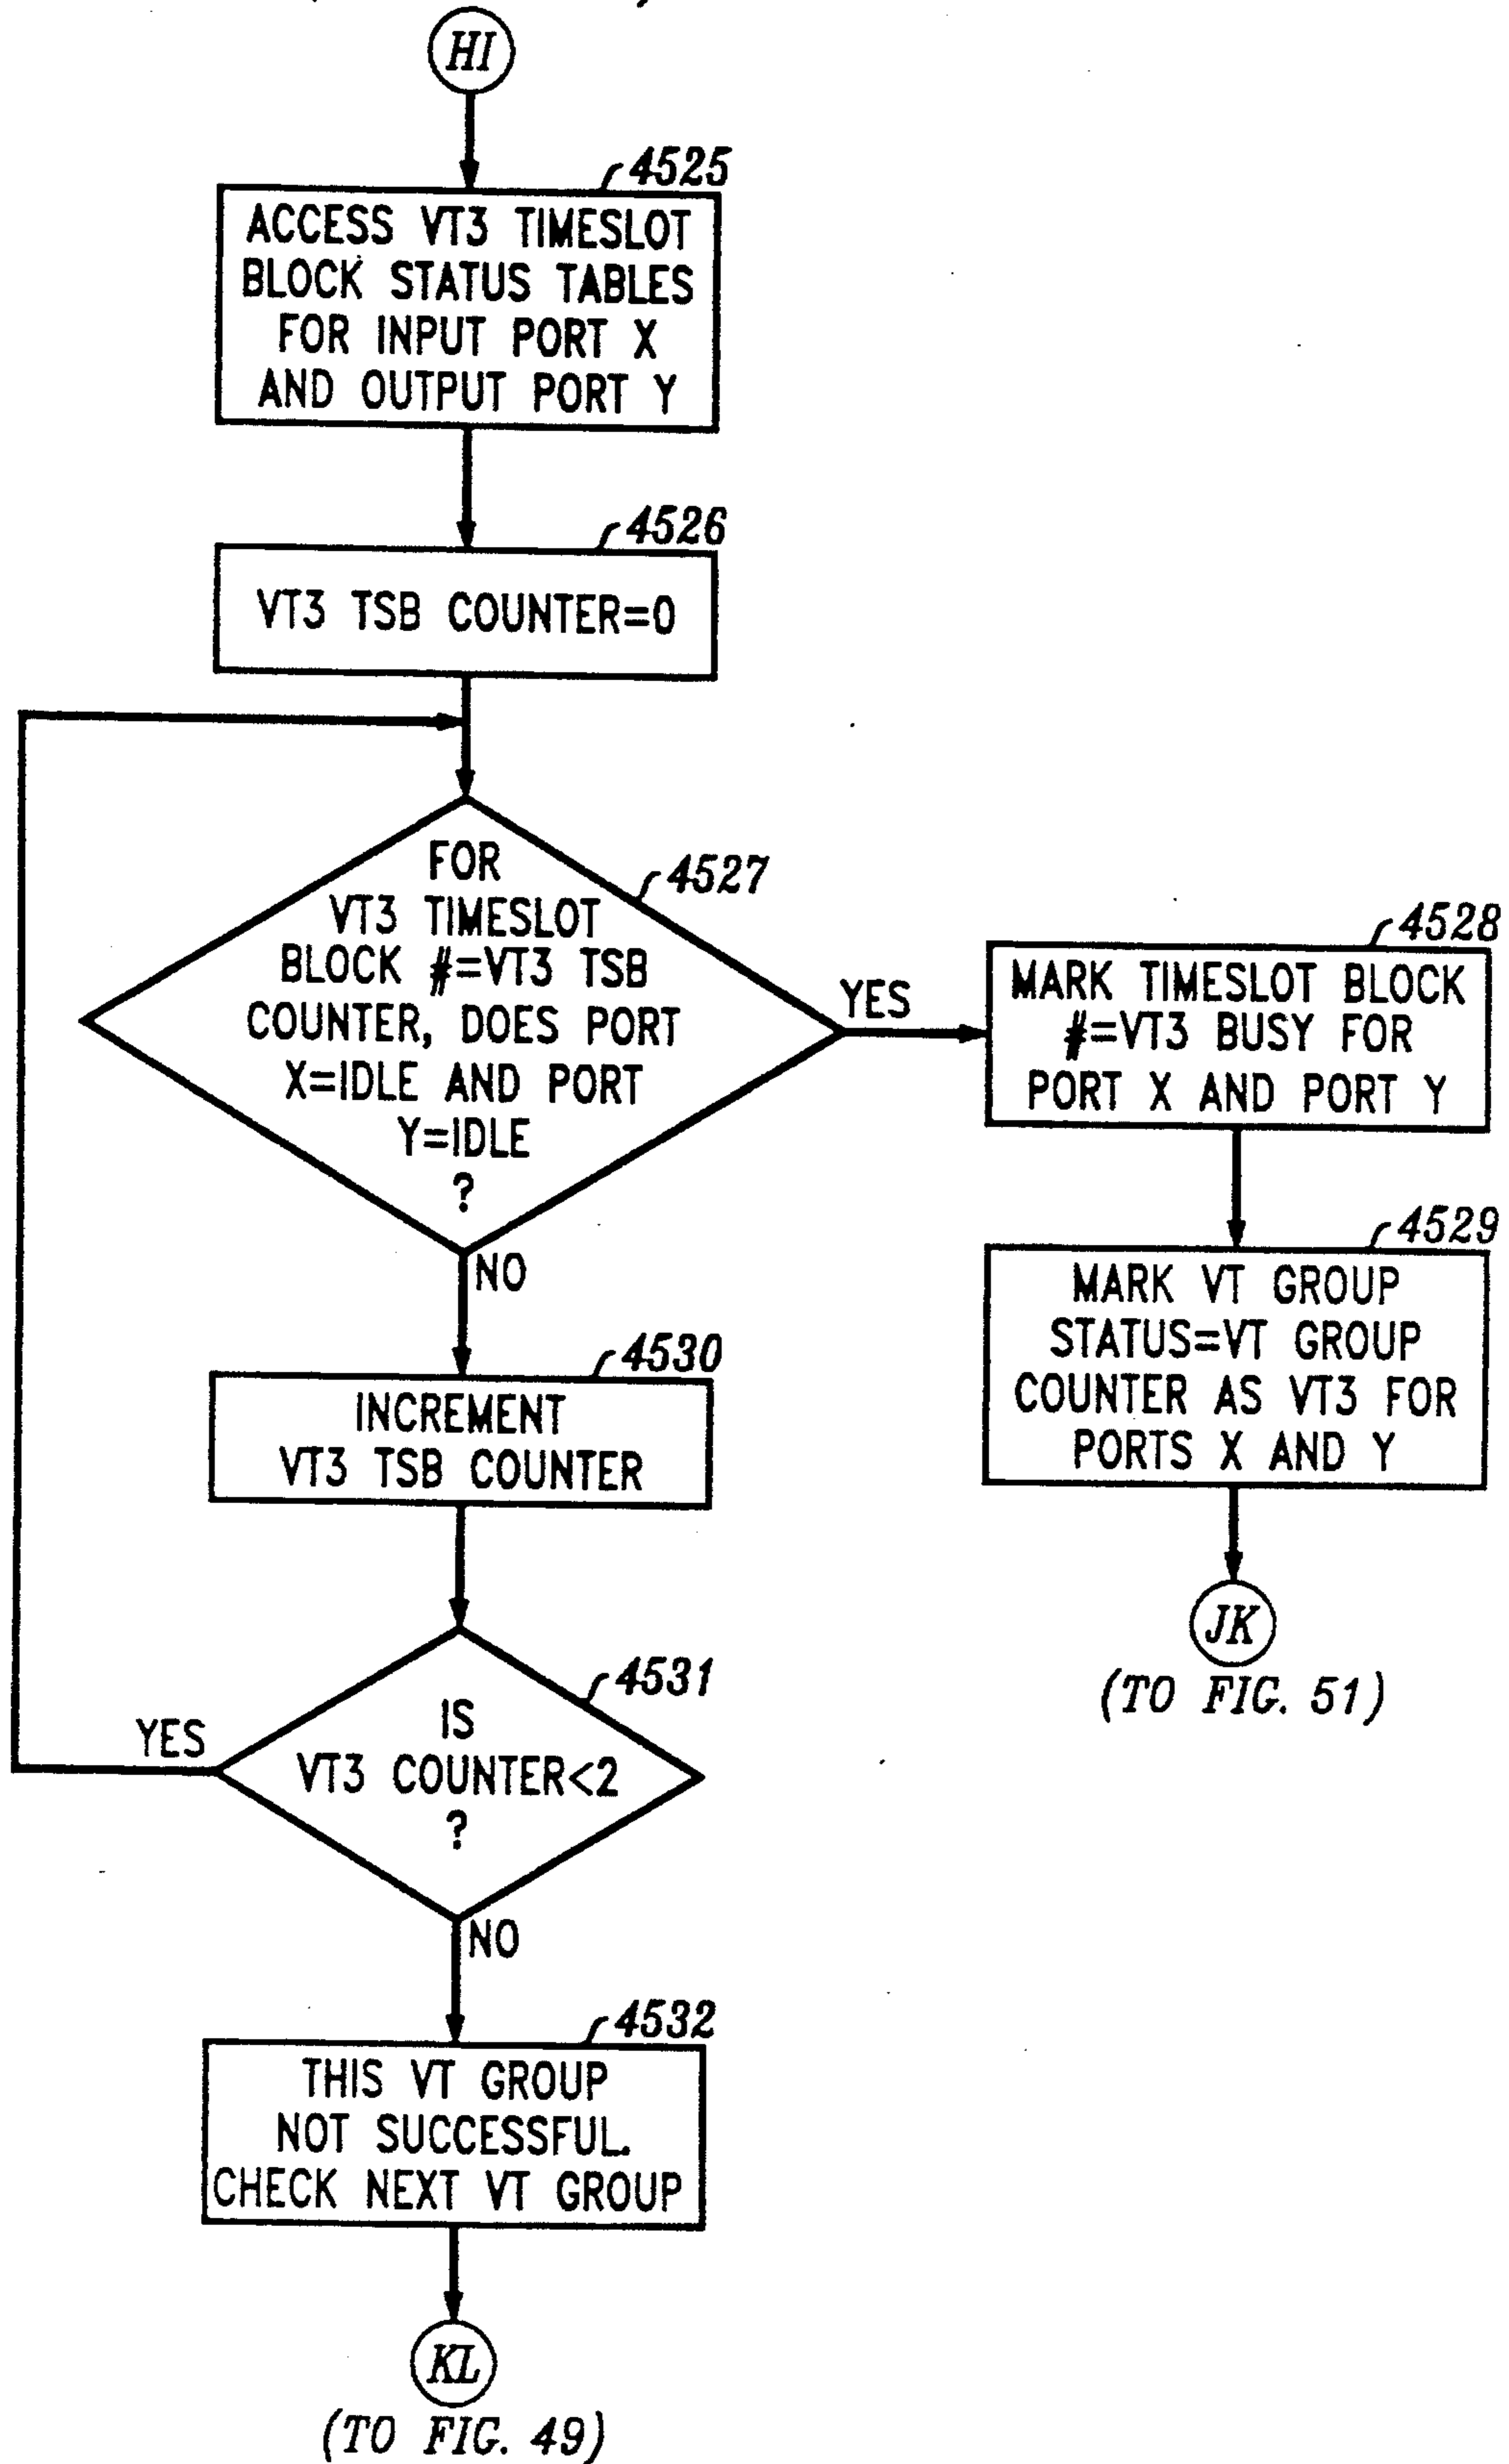 HI
4525
ACCESS VT3 TIMESLOT
BLOCK STATUS TABLES
FOR INPUT PORT X
AND OUTPUT PORT Y
4526
VT3 TSB COUNTER=0
4527
FOR
VT3 TIMESLOT
BLOCK #=VT3 TSB
COUNTER, DOES PORT
X=IDLE AND PORT
Y=IDLE
?
YES
NO
4528
MARK TIMESLOT BLOCK
#=VT3 BUSY FOR
PORT X AND PORT Y
4529
MARK VT GROUP
STATUS=VT GROUP
COUNTER AS VT3 FOR
PORTS X AND Y
JK
(TO FIG. 51)
4530
INCREMENT
VT3 TSB COUNTER
4531
IS
VT3 COUNTER<2
?
YES
NO
4532
THIS VT GROUP
NOT SUCCESSFUL.
CHECK NEXT VT GROUP
KL
(TO FIG. 49)